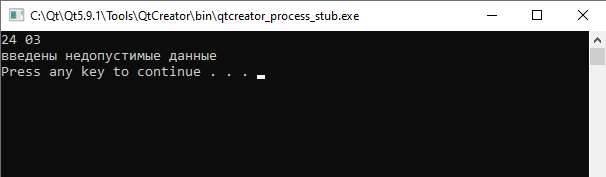 C:\Qt\Qt5.9.1\Tools\QtCreator\bin\qtcreator_process_stub.exe
24 03
введены недопустимые данные
Press any key to continue . . .